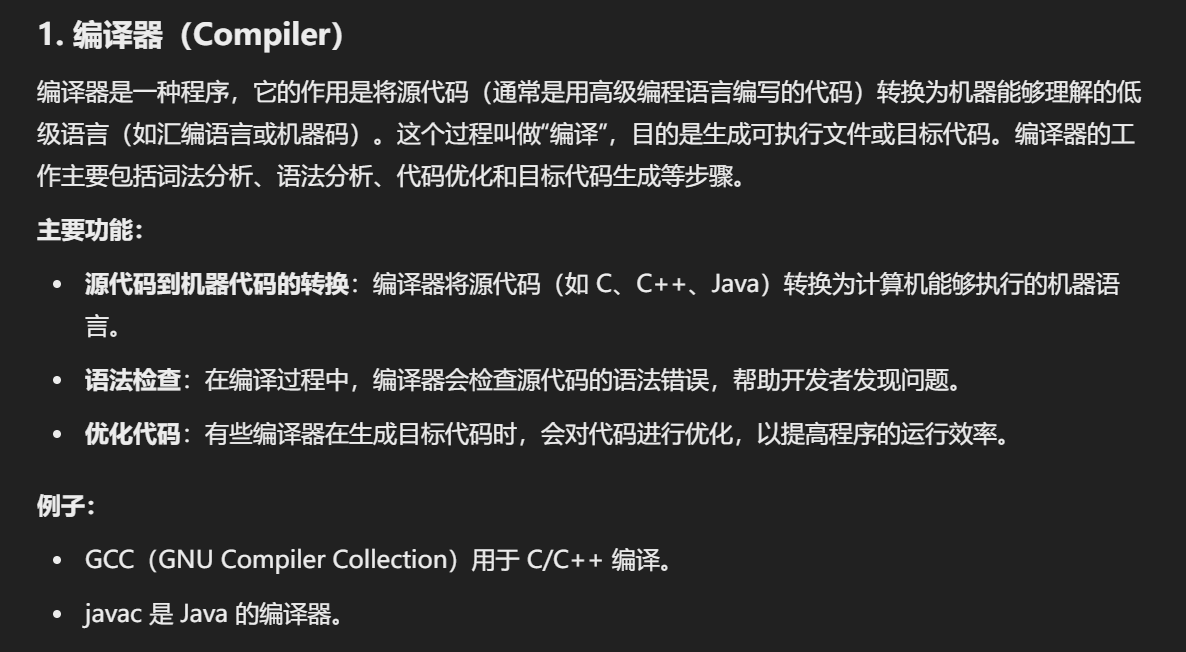 1. 编译器（Compiler）
编译器是一种程序，它的作用是将源代码（通常是用高级编程语言编写的代码）转换为机器能够理解的低
级语言（如汇编语言或机器码）。这个过程叫做“编译”，目的是生成可执行文件或目标代码。编译器的工
作主要包括词法分析、语法分析、代码优化和目标代码生成等步骤。
主要功能：
• 源代码到机器代码的转换：编译器将源代码（如 C、C++、Java）转换为计算机能够执行的机器语
言。
• 语法检查：在编译过程中，编译器会检查源代码的语法错误，帮助开发者发现问题。
• 优化代码：有些编译器在生成目标代码时，会对代码进行优化，以提高程序的运行效率。
例子：
• GCC（GNU Compiler Collection）用于 C/C++ 编译。
• javac 是 Java 的编译器。